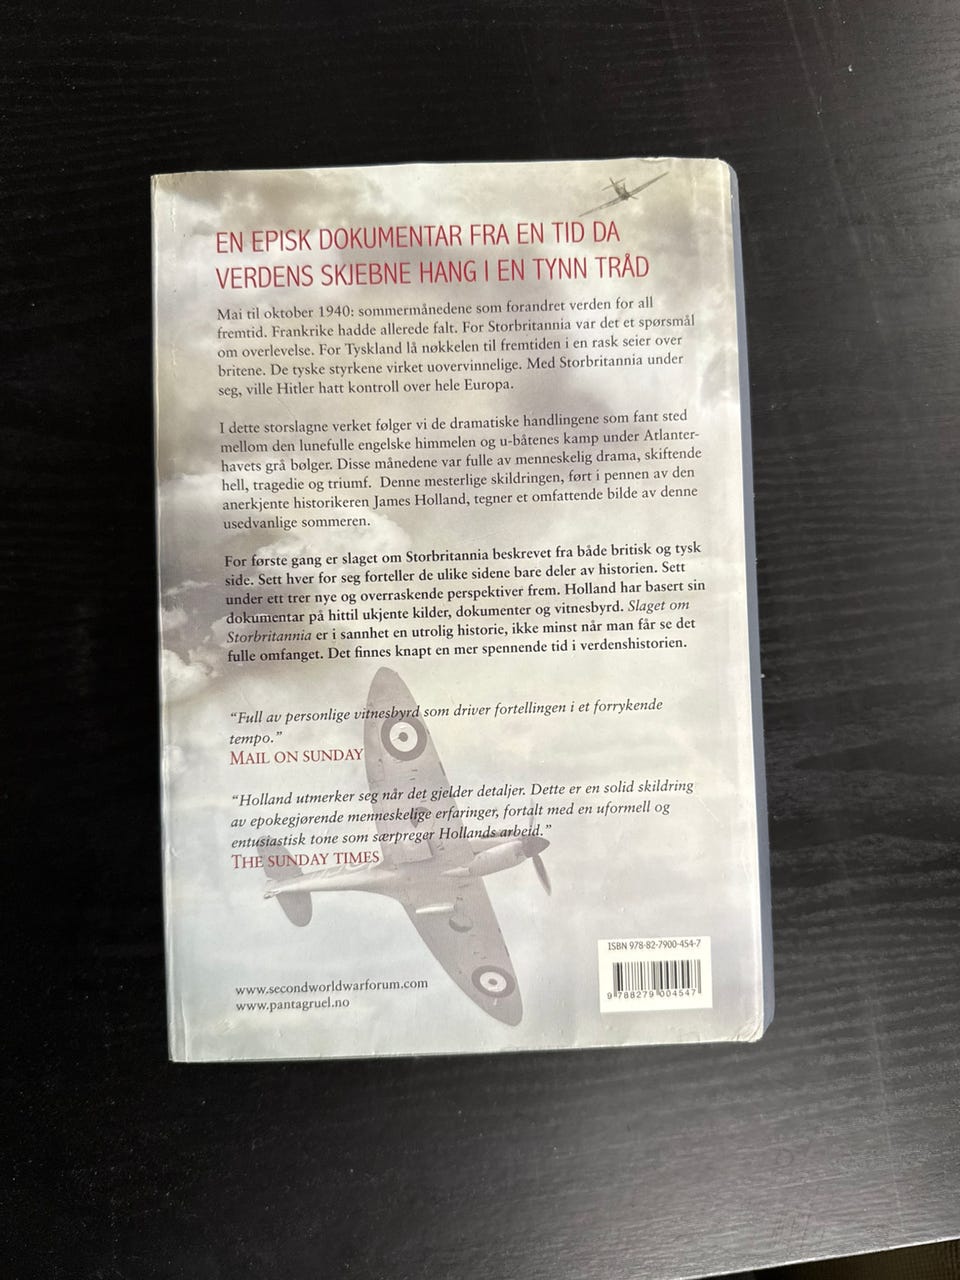 EN EPISK DOKUMENTAR FRA EN TID DA
VERDENS SKJEBNE HANG I EN TYNN TRÅD
Mai til oktober 1940: sommermånedene som forandret verden for all
fremtid. Frankrike hadde allerede falt. For Storbritannia var det et spørsmål
om overlevelse. For Tyskland lå nøkkelen til fremtiden i en rask seier over
britene. De tyske styrkene virket uovervinnelige. Med Storbritannia under
seg, ville Hitler hatt kontroll over hele Europa.
I dette storslagne verket følger vi de dramatiske handlingene som fant sted
mellom den lunefulle engelske himmelen og u-båtenes kamp under Atlanter-
havets grå bølger. Disse månedene var fulle av menneskelig drama, skiftende
hell, tragedie og triumf. Denne mesterlige skildringen, ført i pennen av den
anerkjente historikeren James Holland, tegner et omfattende bilde av denne
usedvanlige sommeren.
For første gang er slaget om Storbritannia beskrevet fra både britisk og tysk
side. Sett hver for seg forteller de ulike sidene bare deler av historien. Sett
under ett trer nye og overraskende perspektiver frem. Holland har basert sin
dokumentar på hittil ukjente kilder, dokumenter og vitnesbyrd. Slaget om
Storbritannia er i sannhet en utrolig historie, ikke minst når man får se det
fulle omfanget. Det finnes knapt en mer spennende tid i verdenshistorien.
“Full av personlige vitnesbyrd som driver fortellingen i et forrykende
tempo.”
MAIL ON SUNDAY
“Holland utmerker seg når det gjelder detaljer. Dette er en solid skildring
av epokegjørende menneskelige erfaringer, fortalt med en uformell og
entusiastisk tone som særpreger Hollands arbeid.”
THE SUNDAY TIMES
www.secondworldwarforum.com
www.pantagruel.no
ISBN 978-82-7900-454-7
9 788279 004547